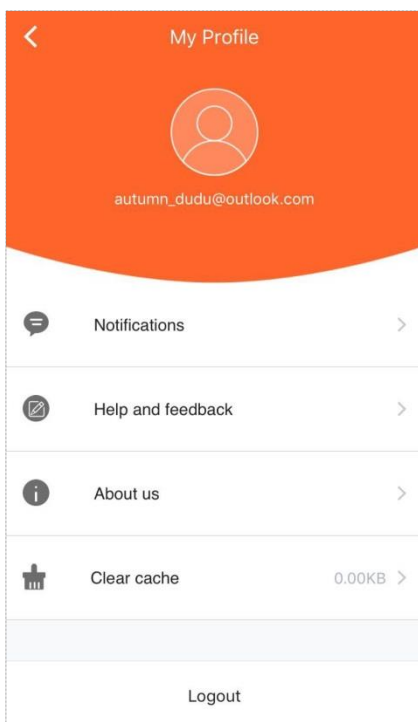 My Profile
autumn_dudu@outlook.com
Notifications
Help and feedback
About us
Clear cache 0.00KB
Logout